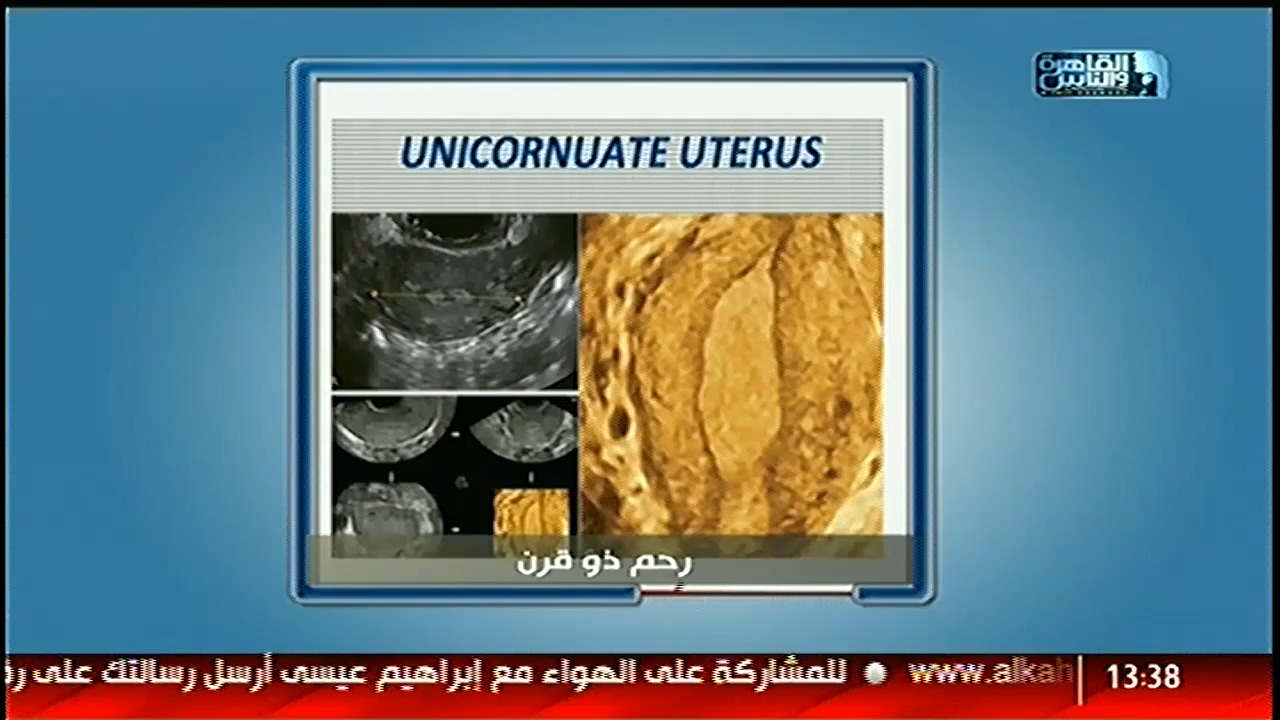 القاهرة
والناس
UNICORNUATE UTERUS
رحم ذو قرن
www.alkah
للمشاركة على الهواء مع إبراهيم عيسى أرسل رسالتك على
13:38